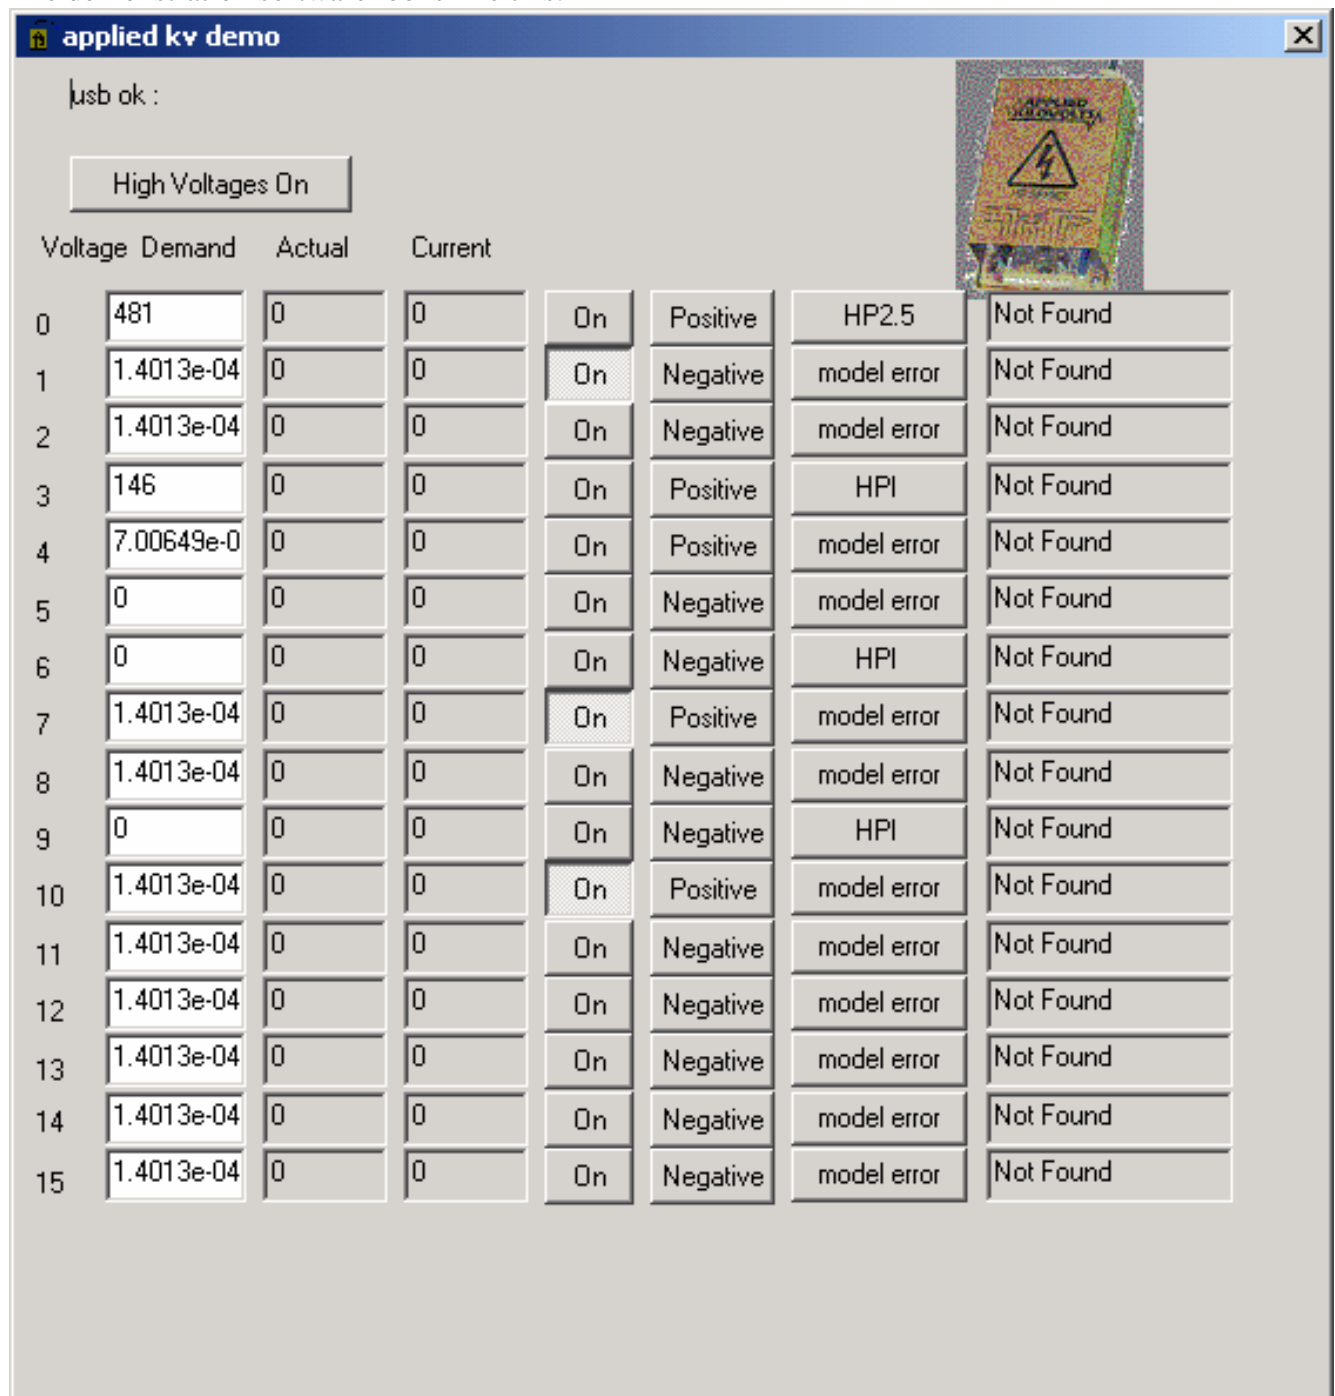 applied kv demo
usb ok :
High Voltages On
Voltage Demand Actual Current
0 481 0 0 On Positive HP2.5 Not Found
1 1.4013e-04 0 0 On Negative model error Not Found
2 1.4013e-04 0 0 On Negative model error Not Found
3 146 0 0 On Positive HPI Not Found
4 7.00649e-0 0 0 On Positive model error Not Found
5 0 0 0 On Negative model error Not Found
6 0 0 0 On Negative HPI Not Found
7 1.4013e-04 0 0 On Positive model error Not Found
8 1.4013e-04 0 0 On Negative model error Not Found
9 0 0 0 On Negative HPI Not Found
10 1.4013e-04 0 0 On Positive model error Not Found
11 1.4013e-04 0 0 On Negative model error Not Found
12 1.4013e-04 0 0 On Negative model error Not Found
13 1.4013e-04 0 0 On Negative model error Not Found
14 1.4013e-04 0 0 On Negative model error Not Found
15 1.4013e-04 0 0 On Negative model error Not Found